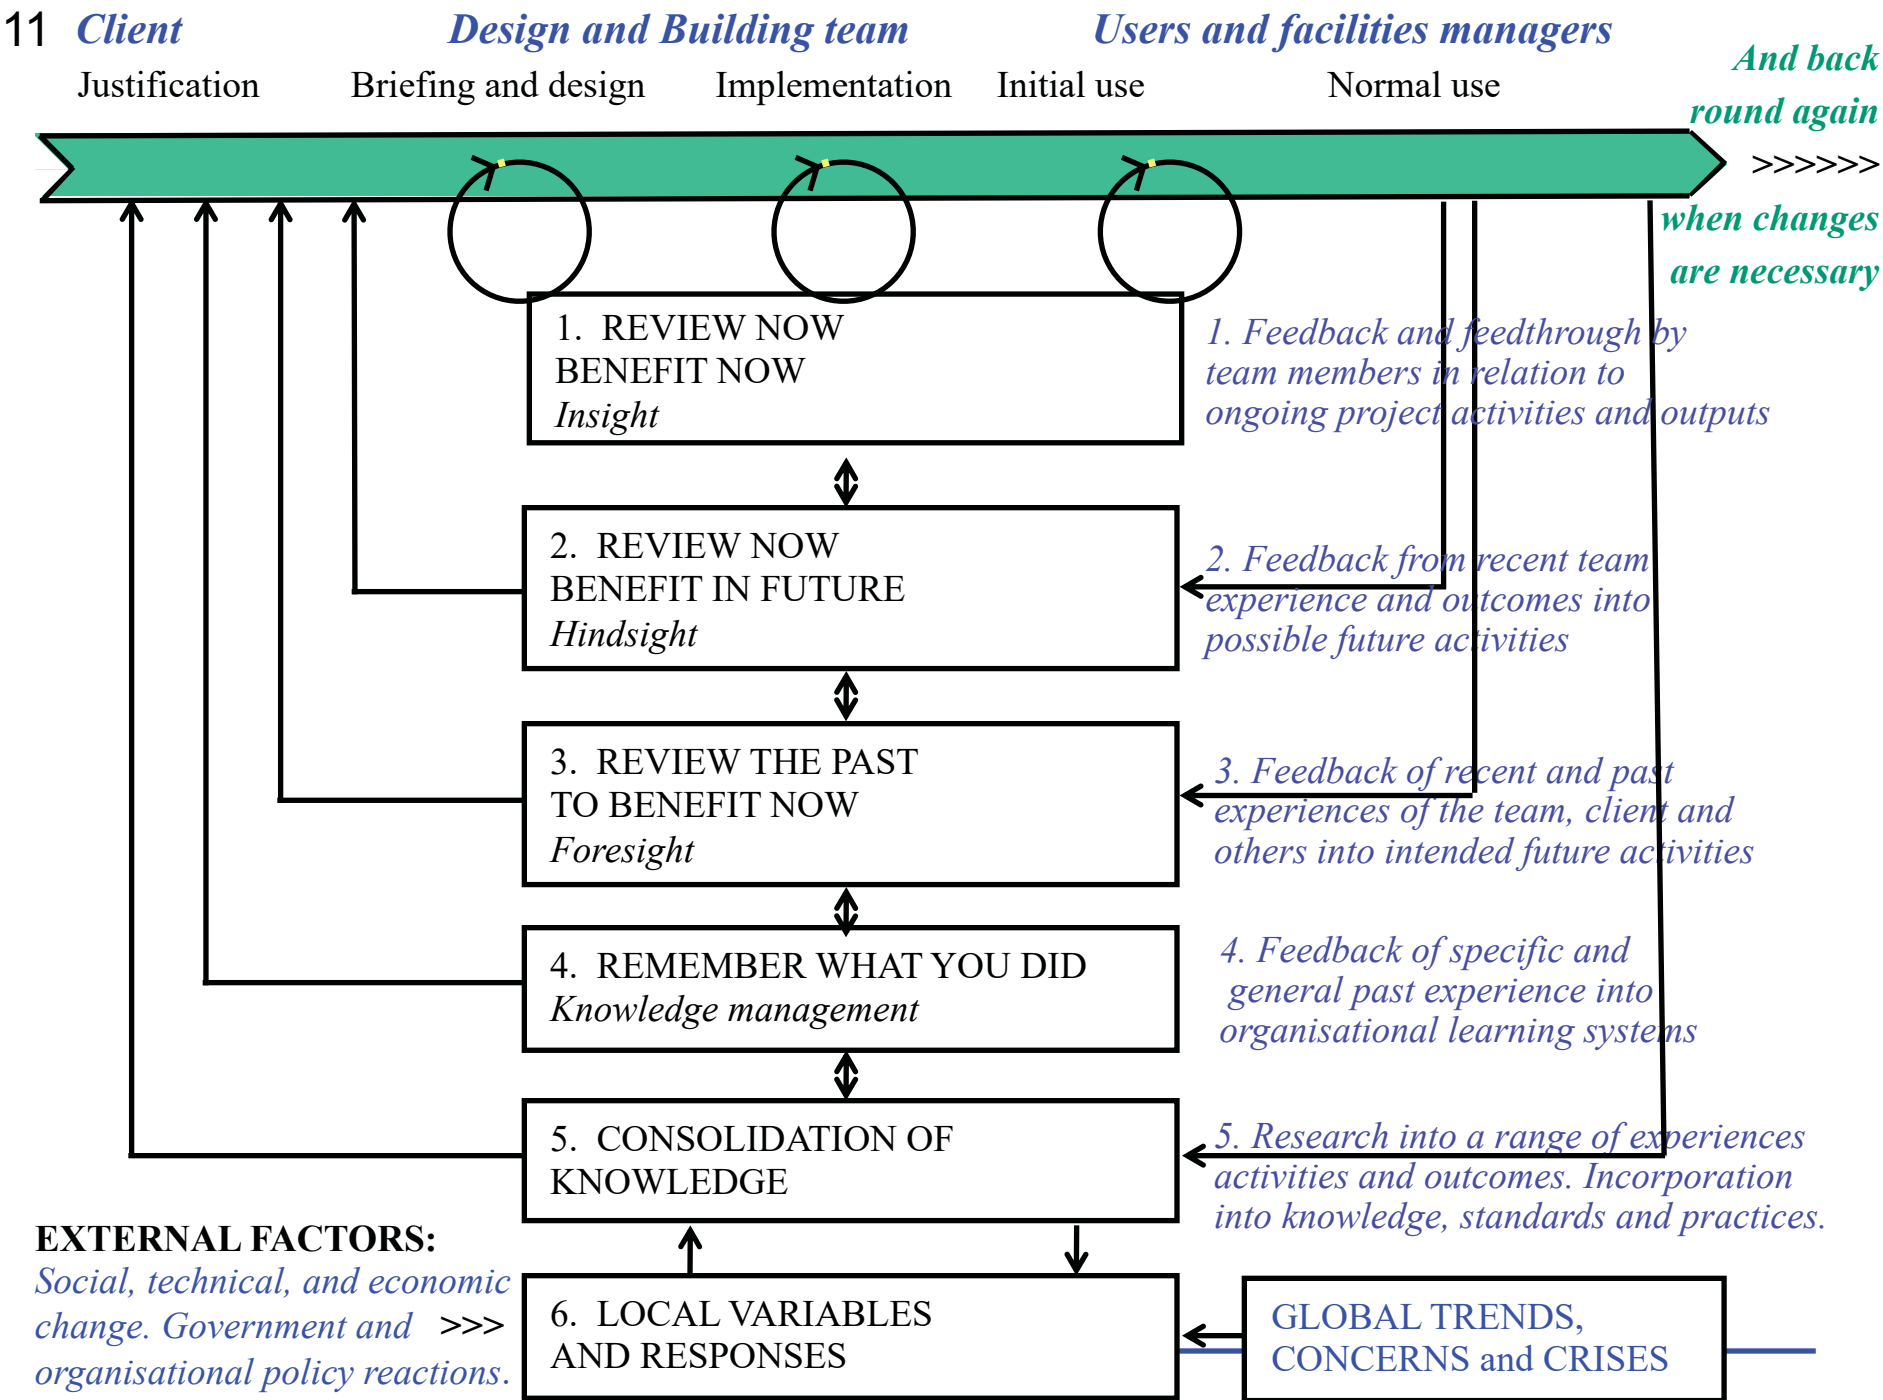 11 Client Design and Building team Users and facilities managers
Justification Briefing and design Implementation Initial use Normal use
And back
round again
>>>>>>
when changes
are necessary
1. REVIEW NOW
BENEFIT NOW
Insight
1. Feedback and feedthrough by
team members in relation to
ongoing project activities and outputs
2. REVIEW NOW
BENEFIT IN FUTURE
Hindsight
2. Feedback from recent team
experience and outcomes into
possible future activities
3. REVIEW THE PAST
TO BENEFIT NOW
Foresight
3. Feedback of recent and past
experiences of the team, client and
others into intended future activities
4. REMEMBER WHAT YOU DID
Knowledge management
4. Feedback of specific and
general past experience into
organisational learning systems
5. CONSOLIDATION OF
KNOWLEDGE
5. Research into a range of experiences
activities and outcomes. Incorporation
into knowledge, standards and practices.
EXTERNAL FACTORS:
Social, technical, and economic
change. Government and >>>
organisational policy reactions.
6. LOCAL VARIABLES
AND RESPONSES
GLOBAL TRENDS,
CONCERNS and CRISES